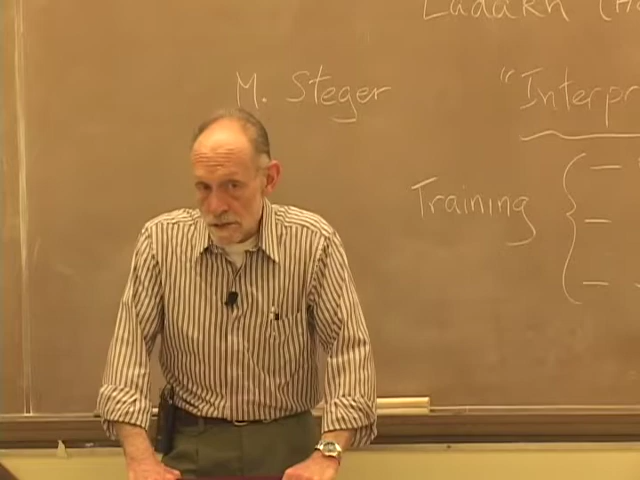 Ladakh
M. Steger
"Interpr
Training { –
–
–